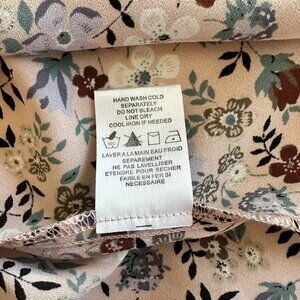 HAND WASH COLD
SEPARATELY
DO NOT BLEACH
LINE DRY
COOL IRON IF NEEDED
LAVER A LA MAIN EAU FROID
SEPAREMENT
NE PAS LAVELLISER
ETENDRE POUR SECHER
FAIBLE EN FER SI
NECESSAIRE